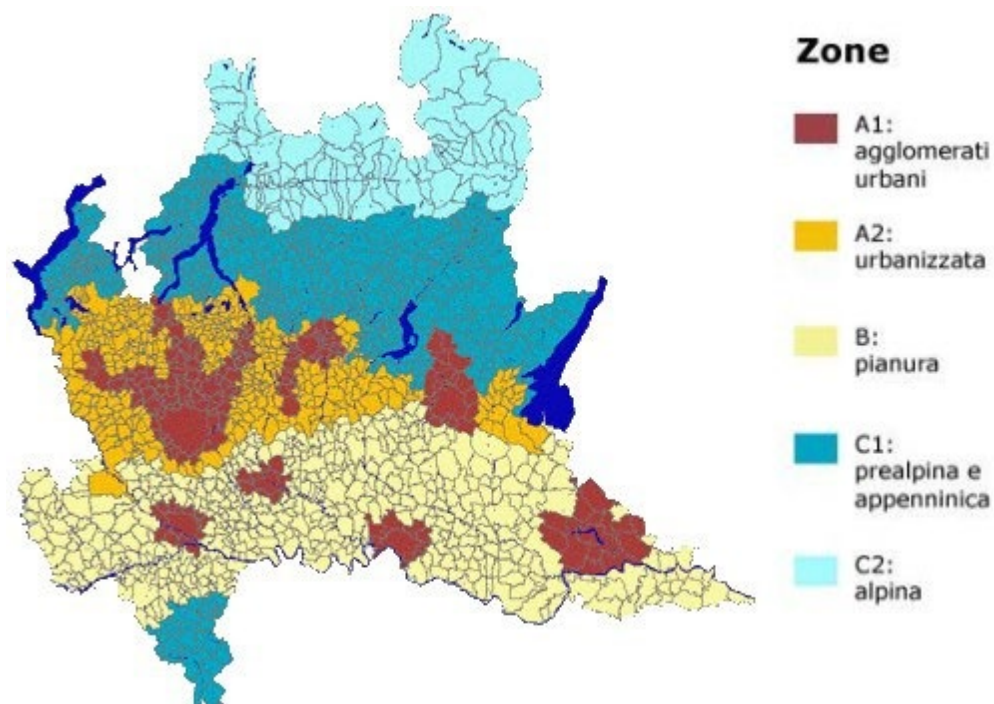 Zone
A1:
agglomerati
urbani
A2:
urbanizzata
B:
pianura
C1:
prealpina e
appenninica
C2:
alpina